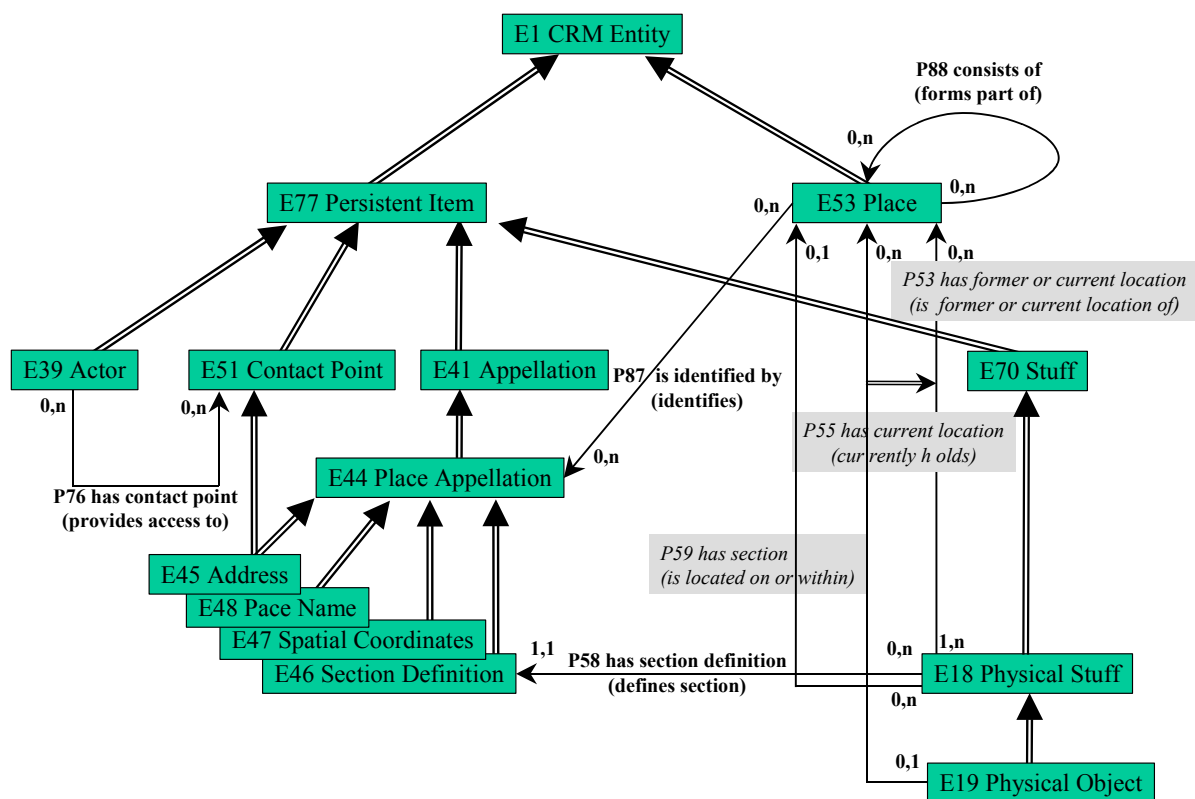 E1 CRM Entity
P88 consists of
(forms part of)
0,n
0,n
E77 Persistent Item
E53 Place
0,n
0,1
0,n
0,n
P53 has former or current location
(is former or current location of)
E39 Actor
E51 Contact Point
E41 Appellation
E70 Stuff
P87 is identified by
(identifies)
0,n
0,n
P55 has current location
(currently h olds)
0,n
E44 Place Appellation
P76 has contact point
(provides access to)
P59 has section
(is located on or within)
E45 Address
E48 Pace Name
E47 Spatial Coordinates
E46 Section Definition
1,1
P58 has section definition
(defines section)
0,n
1,n
E18 Physical Stuff
0,n
0,1
E19 Physical Object